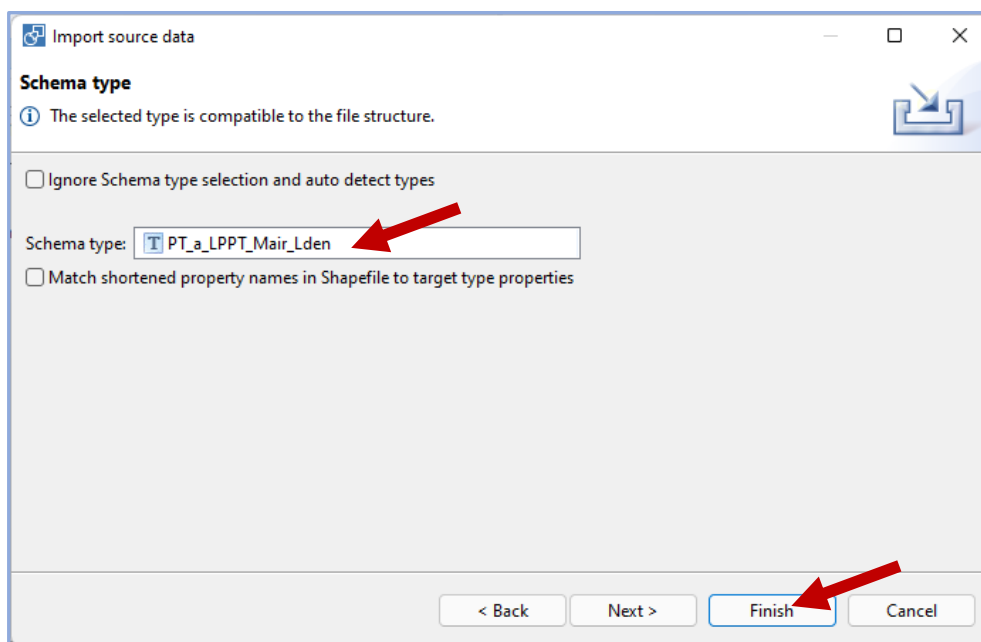 Import source data
Schema type
The selected type is compatible to the file structure.
Ignore Schema type selection and auto detect types
Schema type: T PT_a_LPPT_Mair_Lden
Match shortened property names in Shapefile to target type properties
< Back Next > Finish Cancel